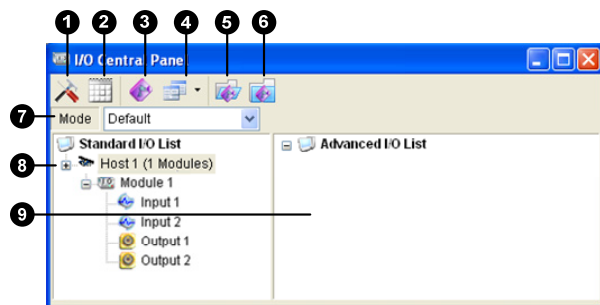 1 2 3 4 5 6
I/O Central Panel
7 Mode Default
Standard I/O List
Advanced I/O List
8 Host 1 (1 Modules)
Module 1
Input 1
9 Input 2
Output 1
Output 2